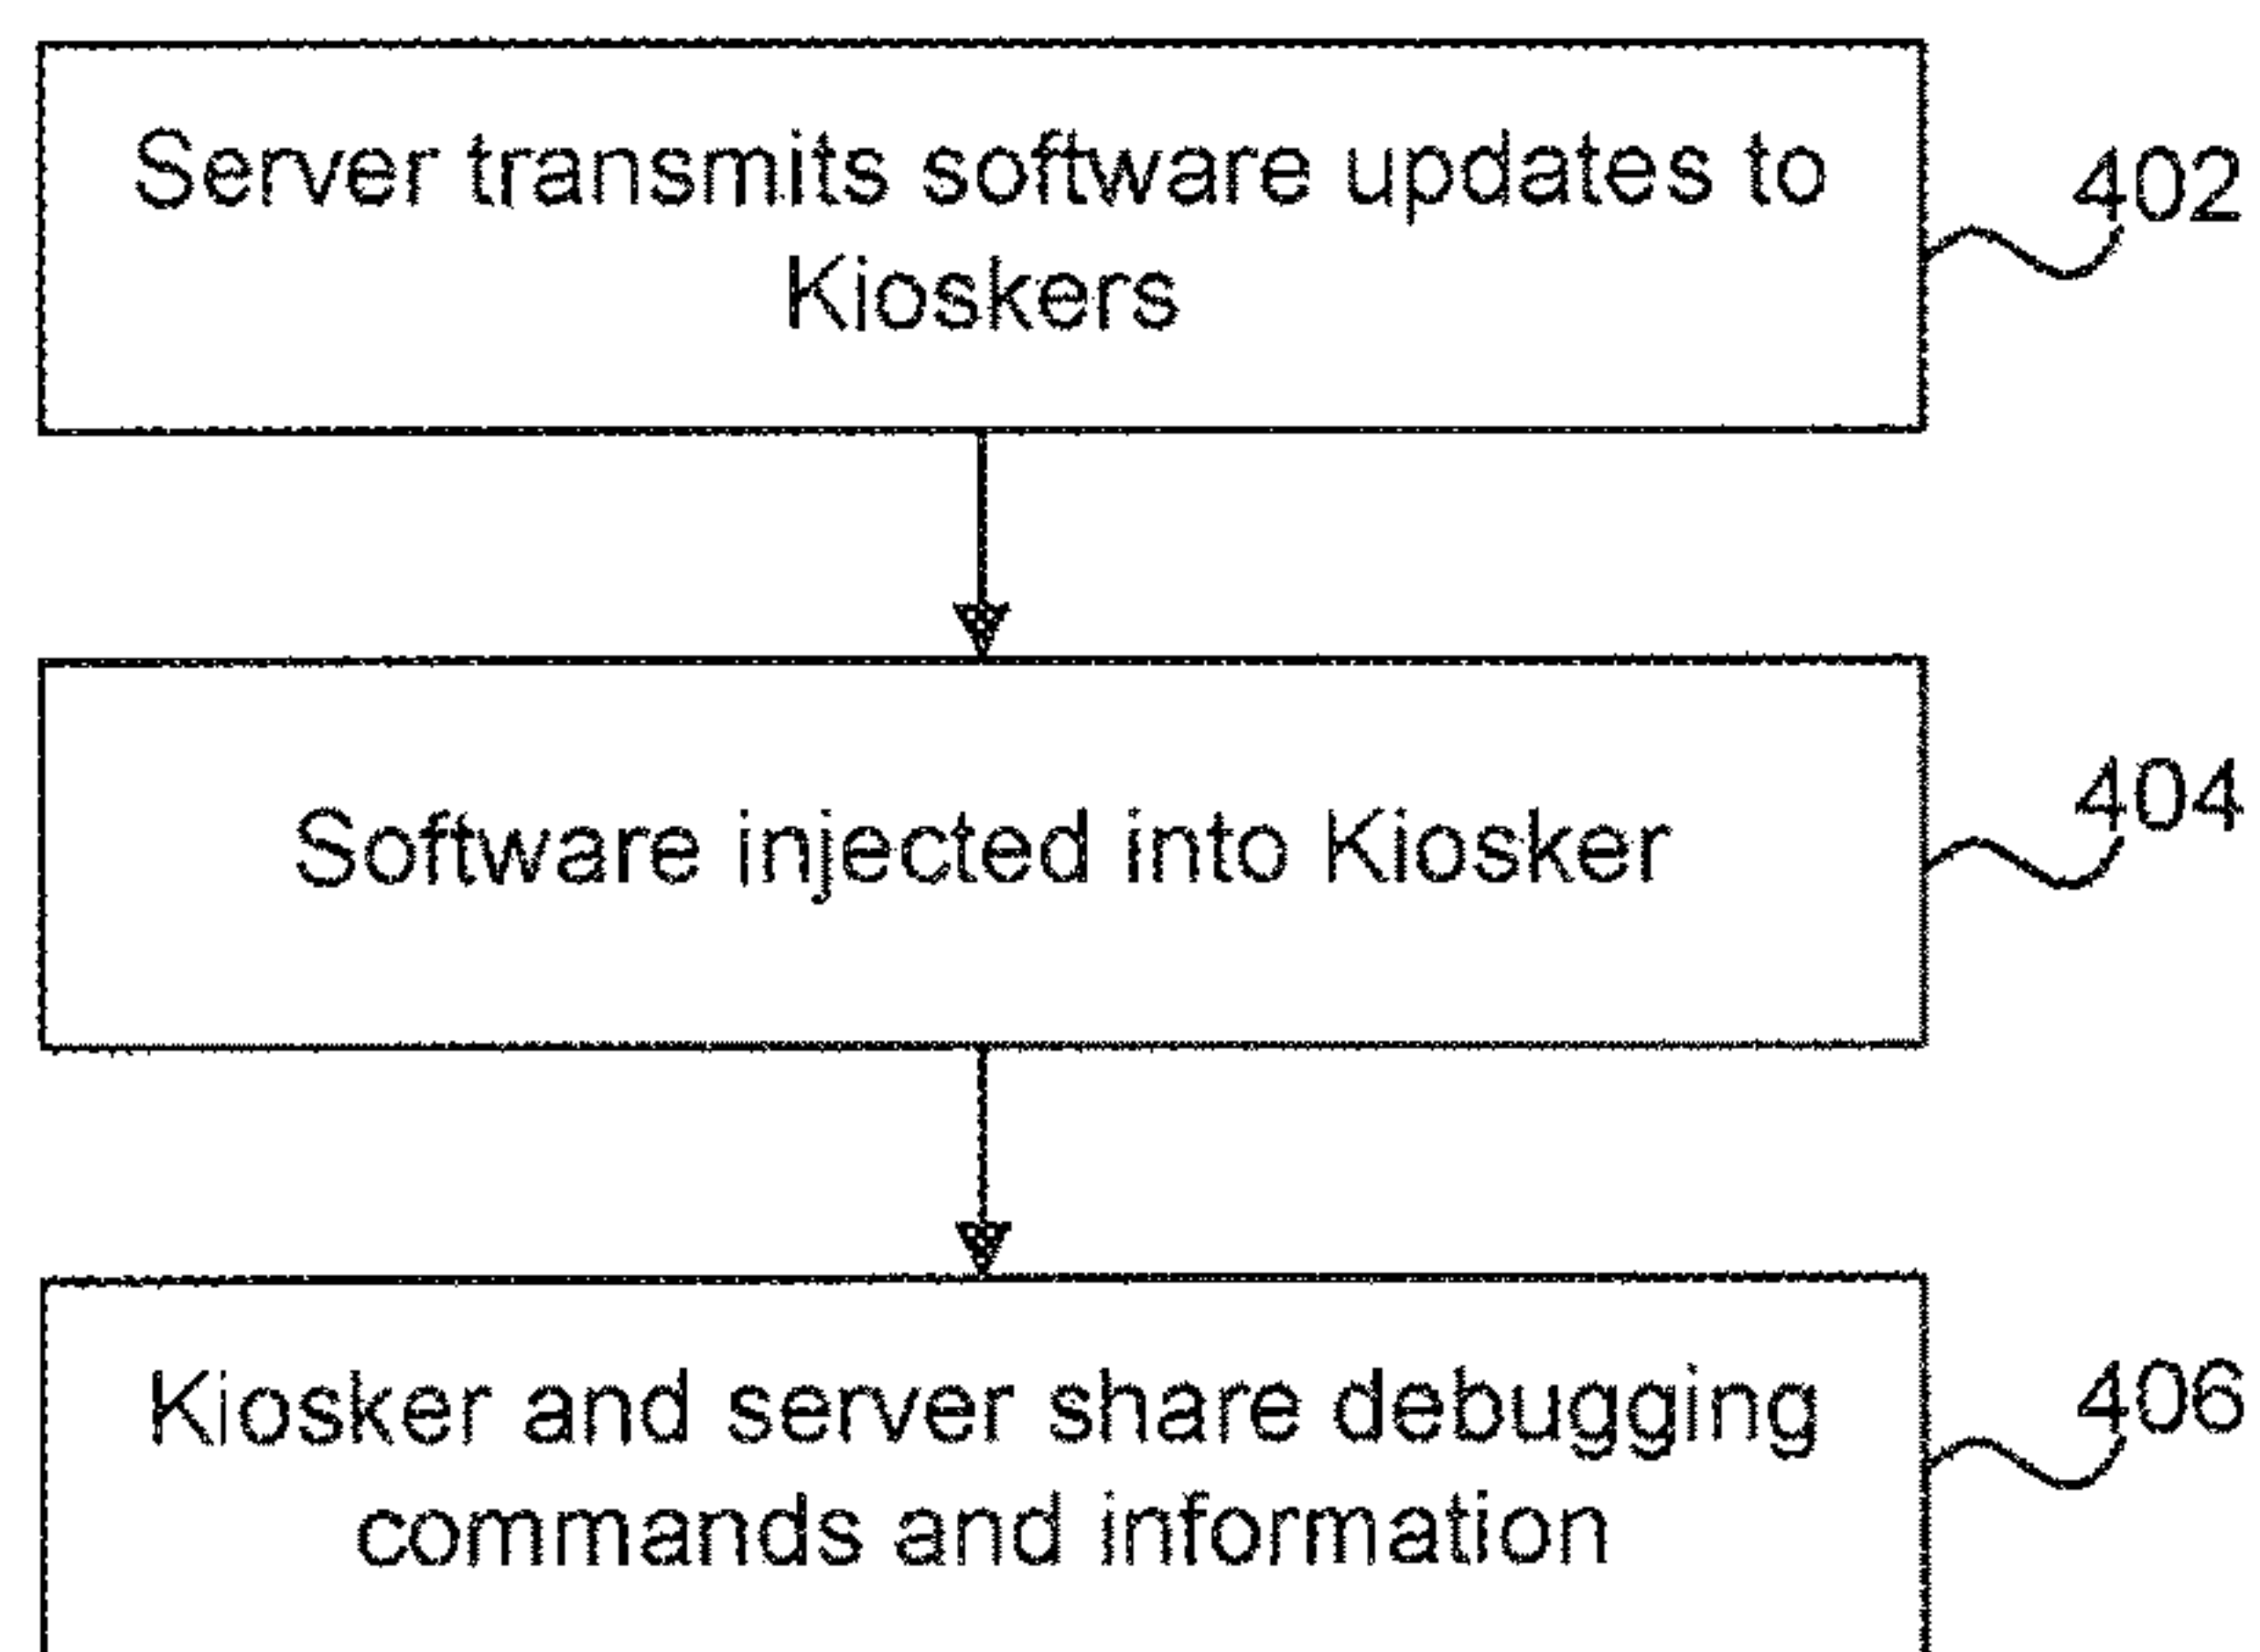 Server transmits software updates to
Kioskers
402
Software injected into Kiosker
404
Kiosker and server share debugging
commands and information
406